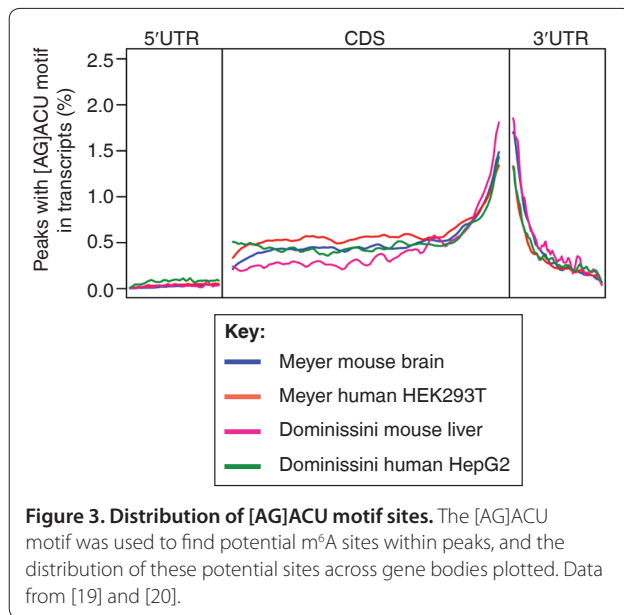 5′UTR CDS 3′UTR
Peaks with [AG]ACU motif
in transcripts (%)
2.5
2.0
1.5
1.0
0.5
0.0
Key:
Meyer mouse brain
Meyer human HEK293T
Dominissini mouse liver
Dominissini human HepG2
Figure 3. Distribution of [AG]ACU motif sites. The [AG]ACU
motif was used to find potential m⁶A sites within peaks, and the
distribution of these potential sites across gene bodies plotted. Data
from [19] and [20].